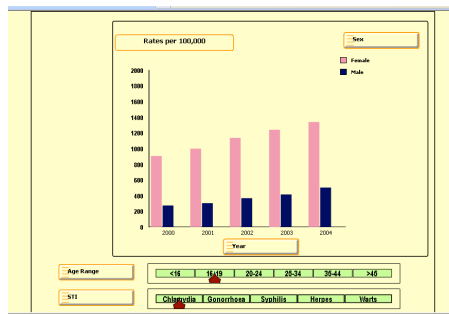 Rates per 100,000
Sex
Female
Male
2000
1800
1600
1400
1200
1000
800
600
400
200
0
2000 2001 2002 2003 2004
Year
Age Range
<16 16-19 20-24 25-34 35-44 >45
STI
Chlamydia Gonorrhoea Syphilis Herpes Warts